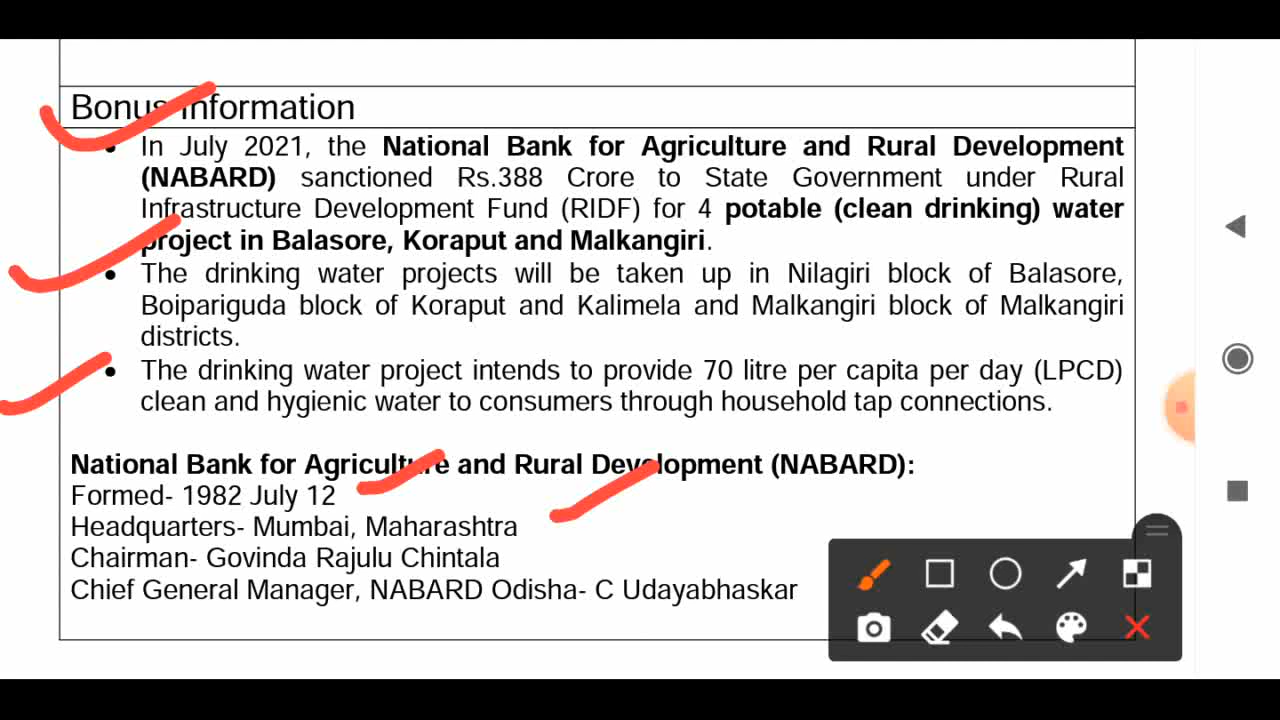 Bonus Information
• In July 2021, the National Bank for Agriculture and Rural Development
(NABARD) sanctioned Rs.388 Crore to State Government under Rural
Infrastructure Development Fund (RIDF) for 4 potable (clean drinking) water
project in Balasore, Koraput and Malkangiri.
• The drinking water projects will be taken up in Nilagiri block of Balasore,
Boipariguda block of Koraput and Kalimela and Malkangiri block of Malkangiri
districts.
• The drinking water project intends to provide 70 litre per capita per day (LPCD)
clean and hygienic water to consumers through household tap connections.
National Bank for Agriculture and Rural Development (NABARD):
Formed- 1982 July 12
Headquarters- Mumbai, Maharashtra
Chairman- Govinda Rajulu Chintala
Chief General Manager, NABARD Odisha- C Udayabhaskar